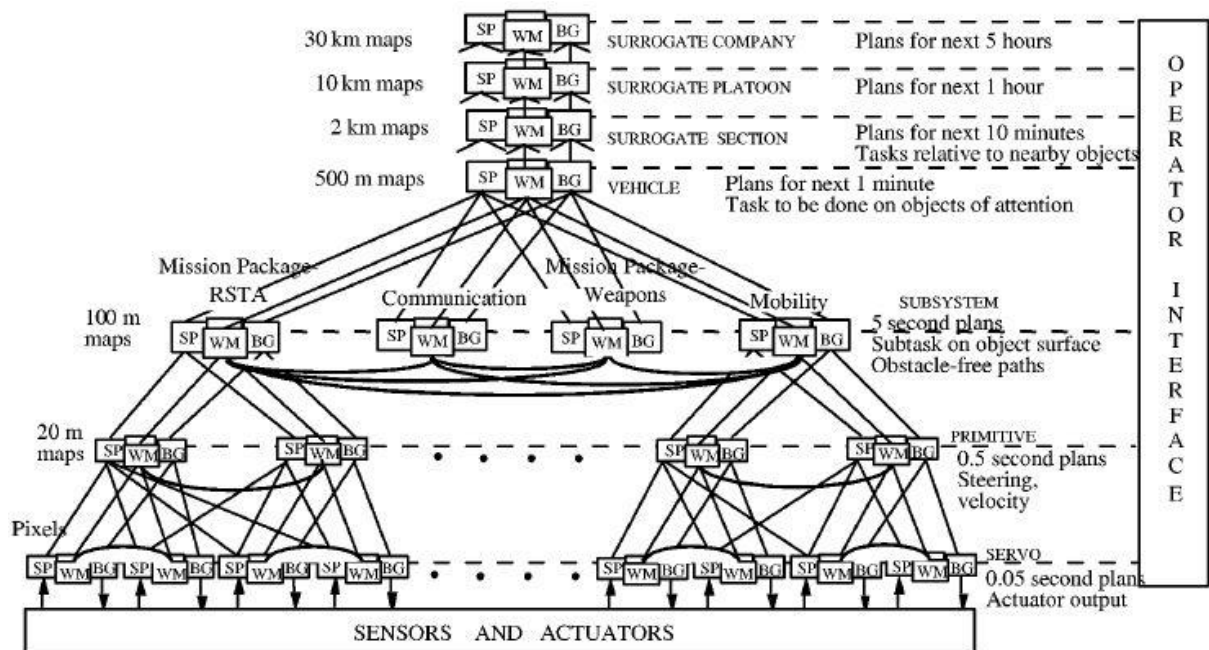 SP WM BG
30 km maps SURROGATE COMPANY Plans for next 5 hours
SP WM BG
10 km maps SURROGATE PLATOON Plans for next 1 hour
SP WM BG
2 km maps SURROGATE SECTION Plans for next 10 minutes
Tasks relative to nearby objects
SP WM BG
500 m maps VEHICLE Plans for next 1 minute
Task to be done on objects of attention
OPERATOR INTERFACE
Mission Package-
RSTA
Communication
Mission Package-
Weapons
Mobility
SUBSYSTEM
100 m
maps
SP WM BG SP WM BG SP WM BG SP WM BG
5 second plans
Subtask on object surface
Obstacle-free paths
20 m
maps
SP WM BG SP WM BG . . . . SP WM BG SP WM BG
PRIMITIVE
0.5 second plans
Steering,
velocity
Pixels
SP WM BG SP WM BG SP WM BG SP WM BG . . . . SP WM BG SP WM BG SP WM BG SP WM BG
SERVO
0.05 second plans
Actuator output
SENSORS AND ACTUATORS